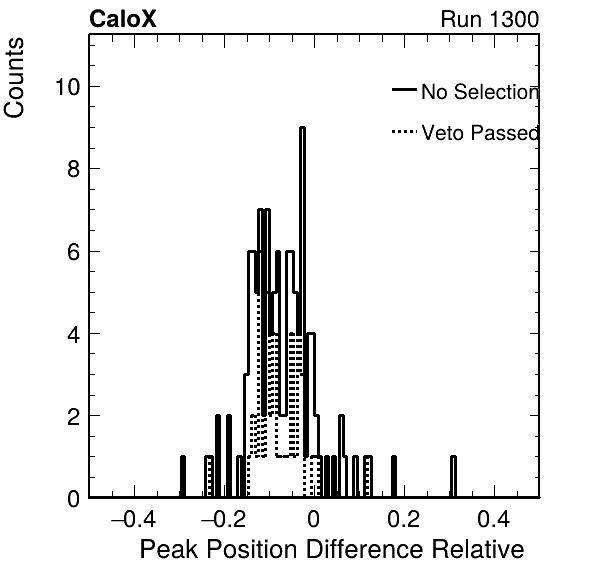 CaloX Run 1300
Counts
10
8
6
4
2
0
No Selection
Veto Passed
−0.4 −0.2 0 0.2 0.4
Peak Position Difference Relative